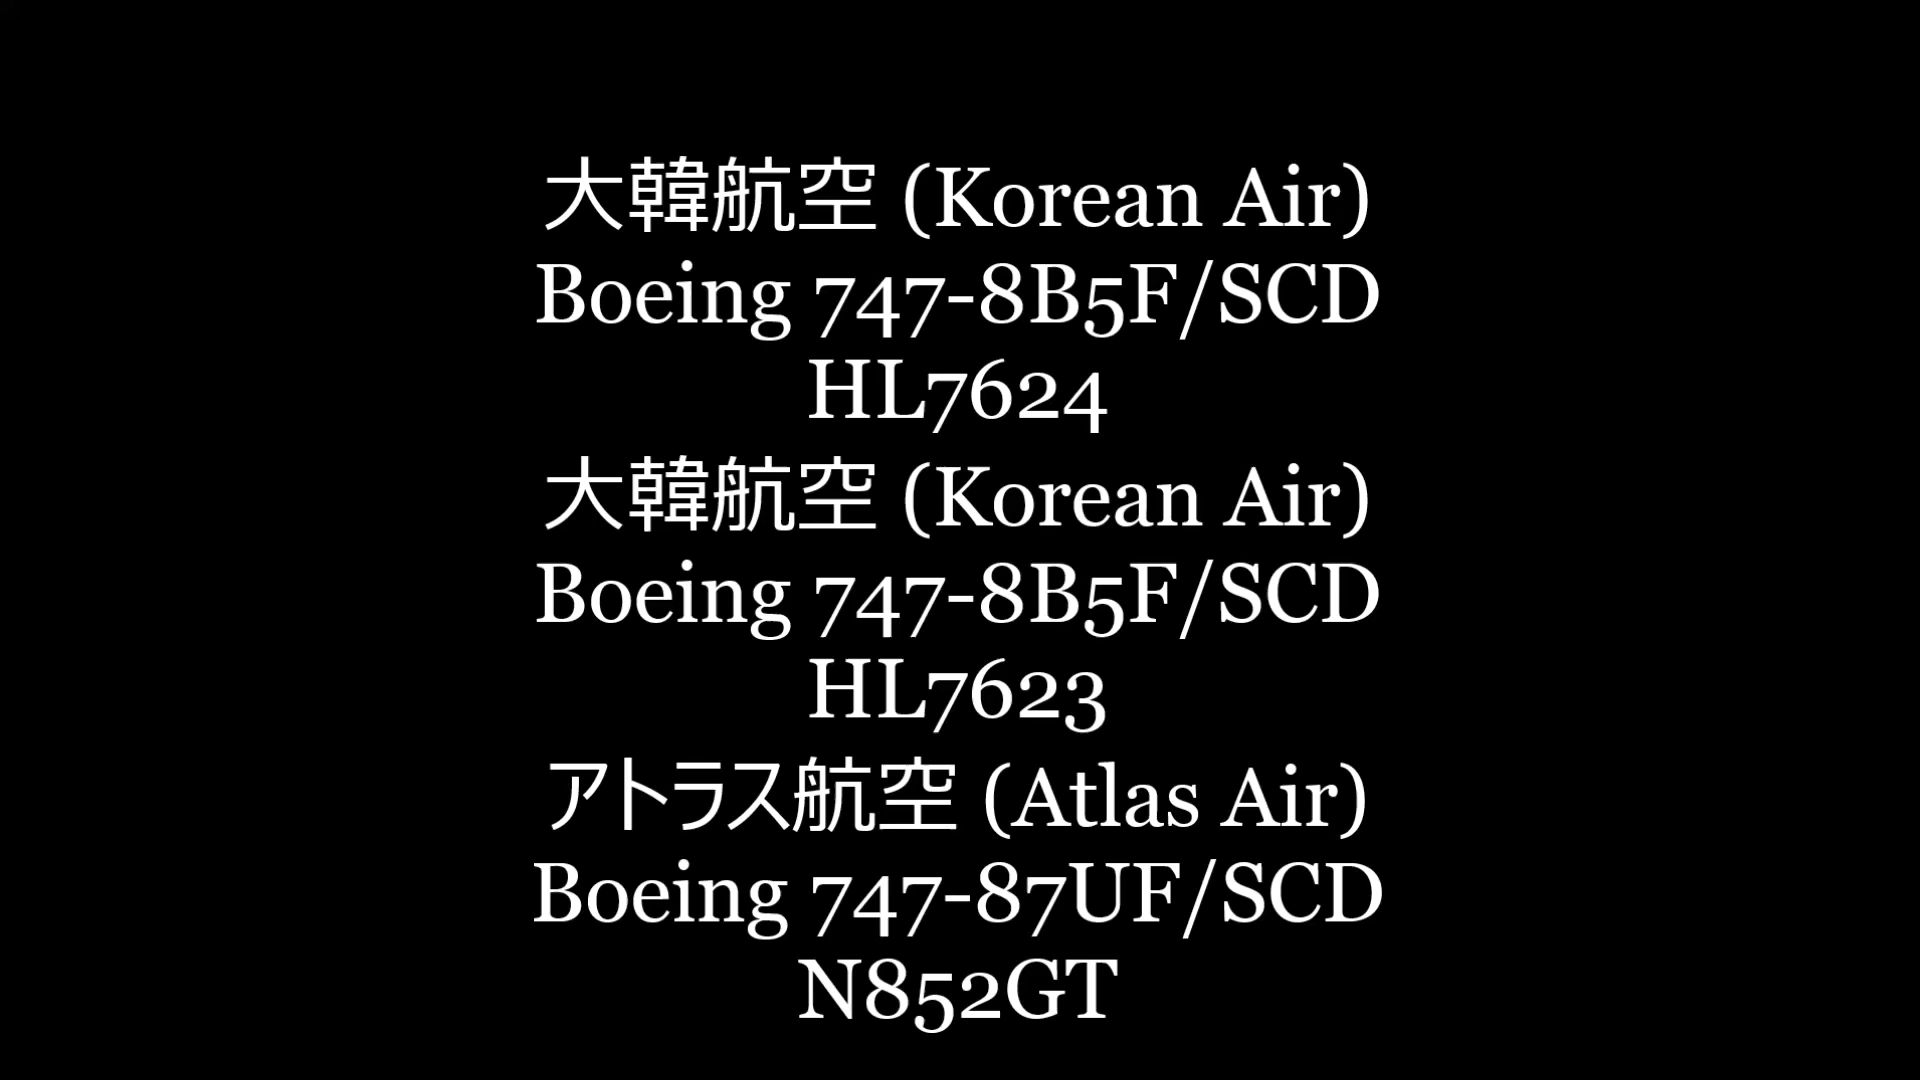 大韓航空 (Korean Air)
Boeing 747-8B5F/SCD
HL7624
大韓航空 (Korean Air)
Boeing 747-8B5F/SCD
HL7623
アトラス航空 (Atlas Air)
Boeing 747-87UF/SCD
N852GT